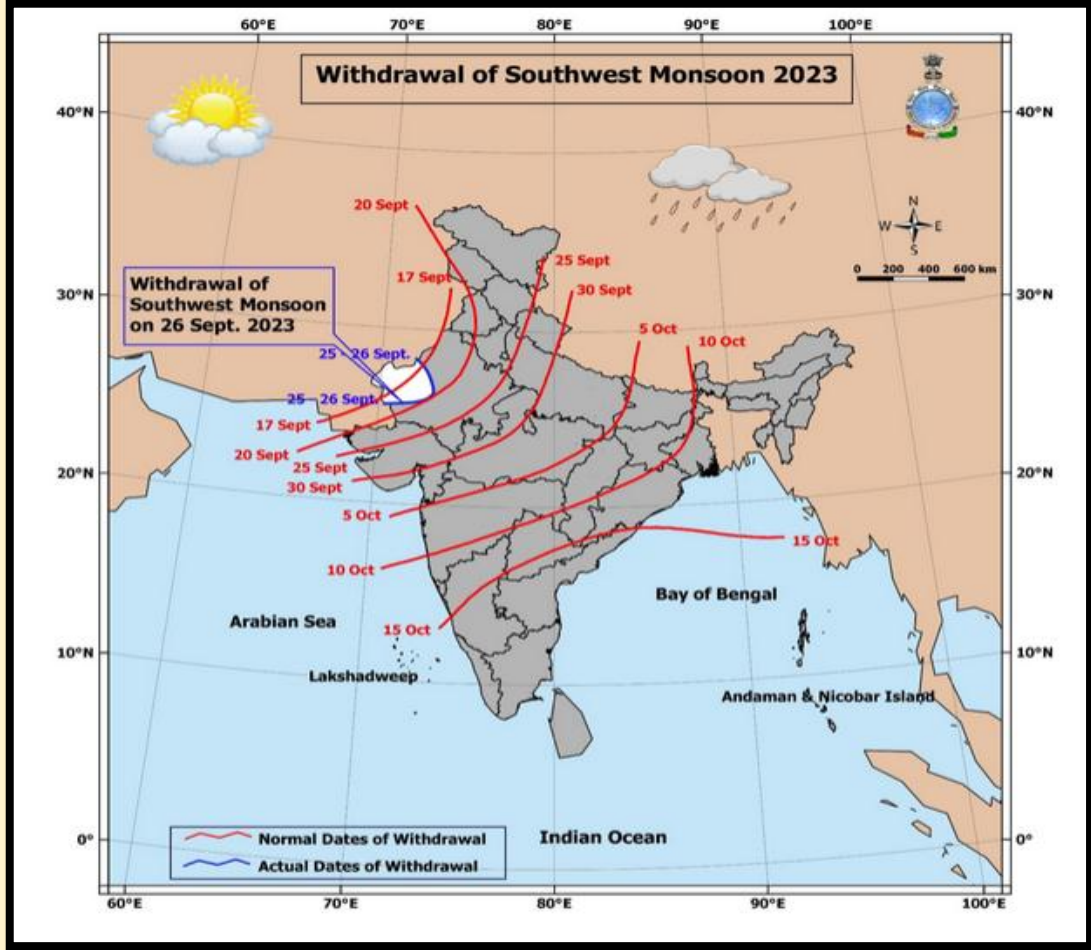 60°E 70°E 80°E 90°E 100°E
Withdrawal of Southwest Monsoon 2023
40°N 40°N
N
W E
S
20 Sept
0 200 400 600 km
25 Sept
17 Sept
Withdrawal of
Southwest Monsoon
on 26 Sept. 2023
30 Sept
30°N 30°N
5 Oct
10 Oct
25 - 26 Sept.
25 - 26 Sept.
17 Sept
20 Sept
25 Sept
20°N 20°N
30 Sept
5 Oct
15 Oct
10 Oct
Bay of Bengal
Arabian Sea
15 Oct
10°N 10°N
Lakshadweep
Andaman & Nicobar Island
0° 0°
Normal Dates of Withdrawal
Indian Ocean
Actual Dates of Withdrawal
60°E 70°E 80°E 90°E 100°E